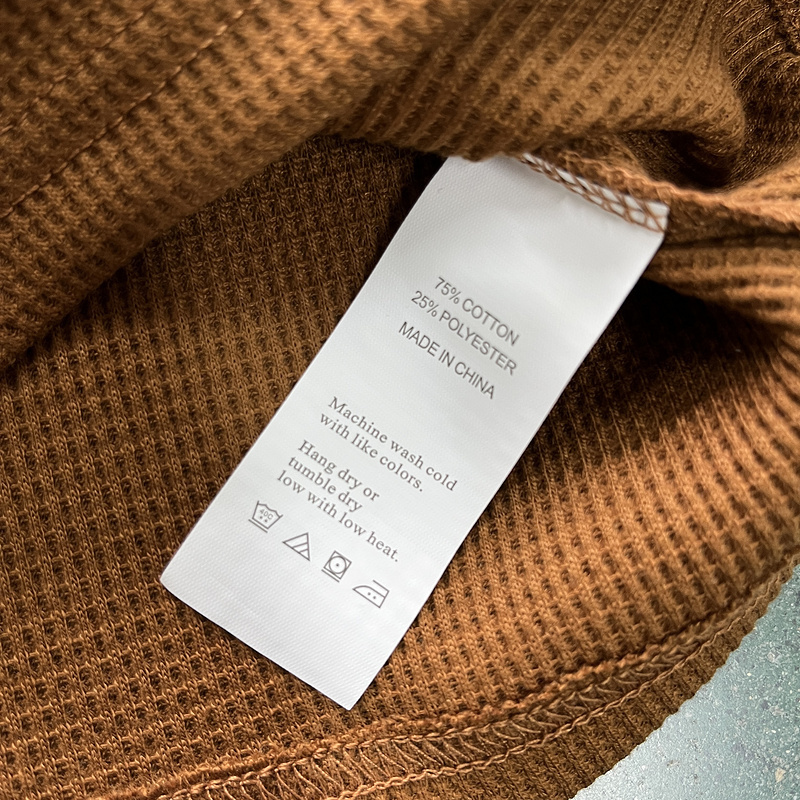 75% COTTON
25% POLYESTER
MADE IN CHINA
Machine wash cold
with like colors.
Hang dry or
tumble dry
low with low heat.
40C